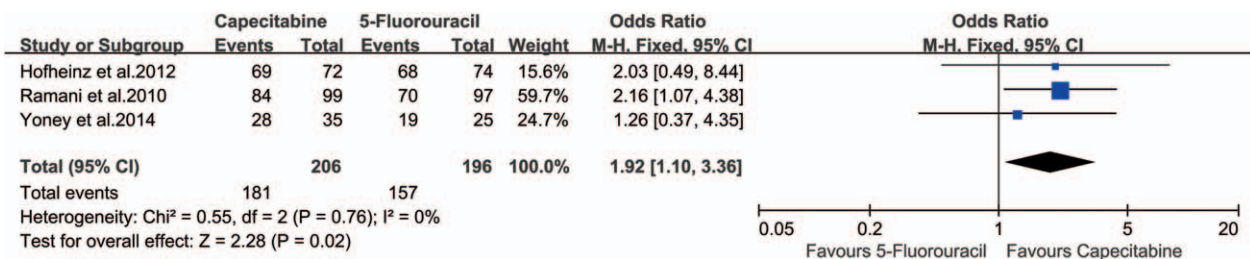 Capecitabine 5-Fluorouracil Odds Ratio Odds Ratio
Study or Subgroup Events Total Events Total Weight M-H. Fixed. 95% CI M-H. Fixed. 95% CI
Hofheinz et al.2012 69 72 68 74 15.6% 2.03 [0.49, 8.44]
Ramani et al.2010 84 99 70 97 59.7% 2.16 [1.07, 4.38]
Yoney et al.2014 28 35 19 25 24.7% 1.26 [0.37, 4.35]
Total (95% CI) 206 196 100.0% 1.92 [1.10, 3.36]
Total events 181 157
Heterogeneity: Chi² = 0.55, df = 2 (P = 0.76); I² = 0%
Test for overall effect: Z = 2.28 (P = 0.02)
0.05 0.2 1 5 20
Favours 5-Fluorouracil Favours Capecitabine